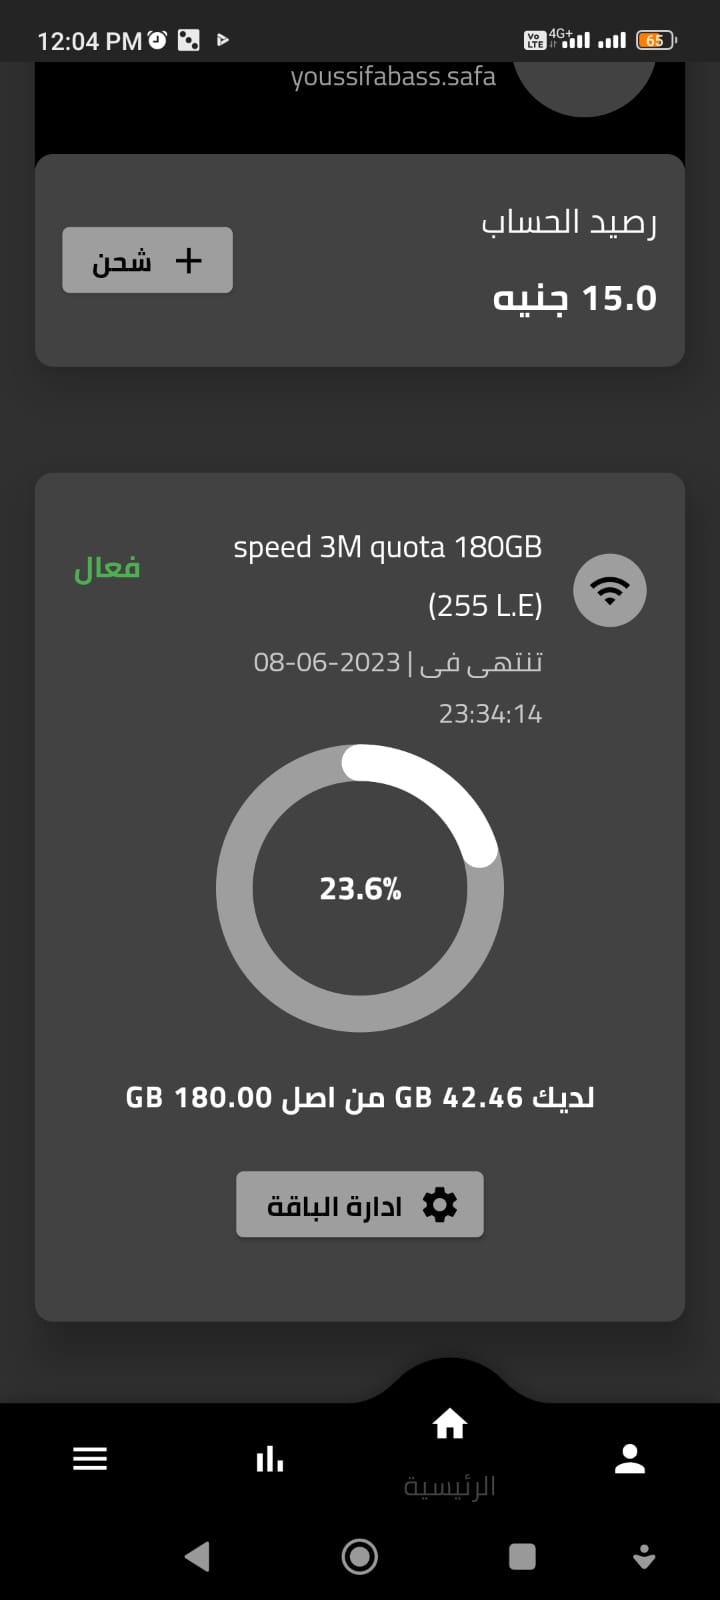 12:04 PM
Vo LTE 4G+ 65
youssifabass.safa
رصيد الحساب
15.0 جنيه
شحن
speed 3M quota 180GB
(255 L.E)
فعال
تنتهى فى | 2023-06-08
23:34:14
23.6%
لديك 42.46 GB من اصل 180.00 GB
ادارة الباقة
الرئيسية